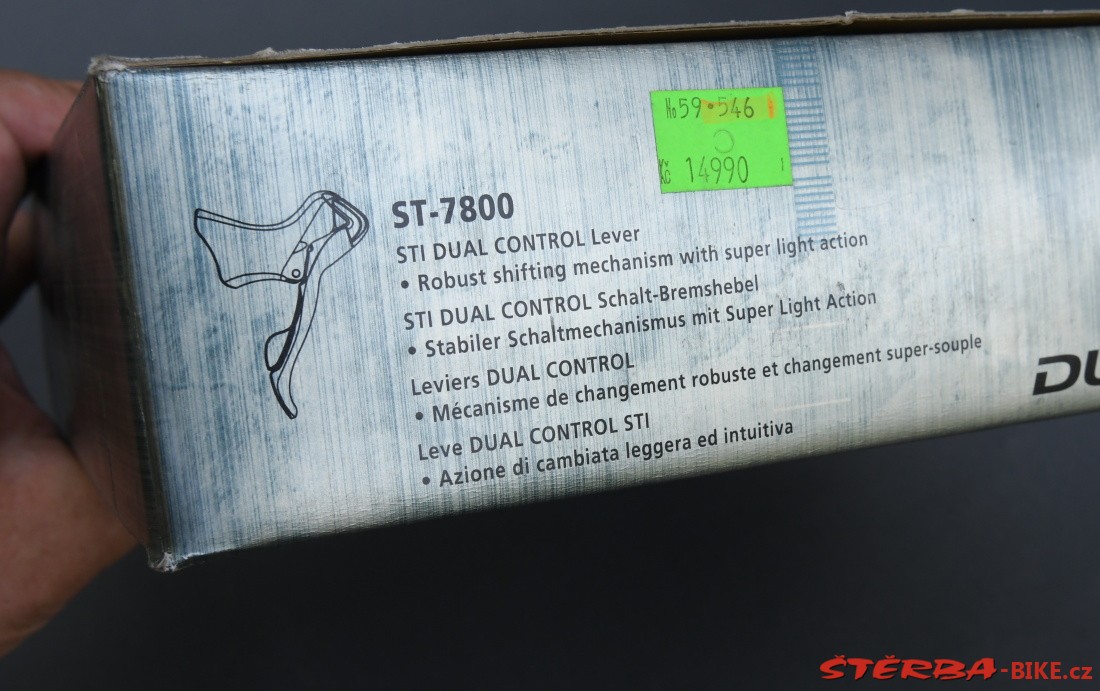 No 59·546
Kč 14990
ST-7800
STI DUAL CONTROL Lever
• Robust shifting mechanism with super light action
STI DUAL CONTROL Schalt-Bremshebel
• Stabiler Schaltmechanismus mit Super Light Action
Leviers DUAL CONTROL
• Mécanisme de changement robuste et changement super-souple
Leve DUAL CONTROL STI
• Azione di cambiata leggera ed intuitiva
DU
ŠTĚRBA-BIKE.cz